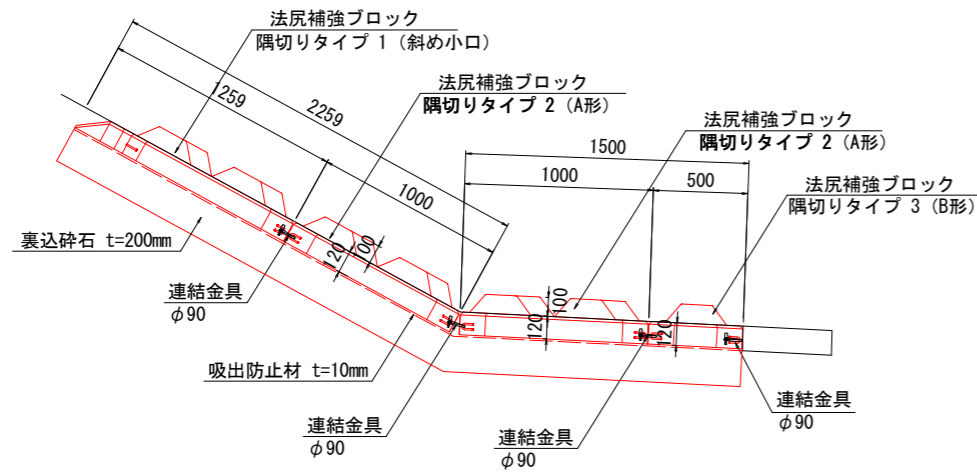 法尻補強ブロック
隅切りタイプ 1（斜め小口）
法尻補強ブロック
隅切りタイプ 2（A形）
法尻補強ブロック
隅切りタイプ 2（A形）
法尻補強ブロック
隅切りタイプ 3（B形）
1259
2259
1000
1500
1000
500
100
120
100
120
120
裏込砕石 t=200mm
連結金具
φ90
吸出防止材 t=10mm
連結金具
φ90
連結金具
φ90
連結金具
φ90